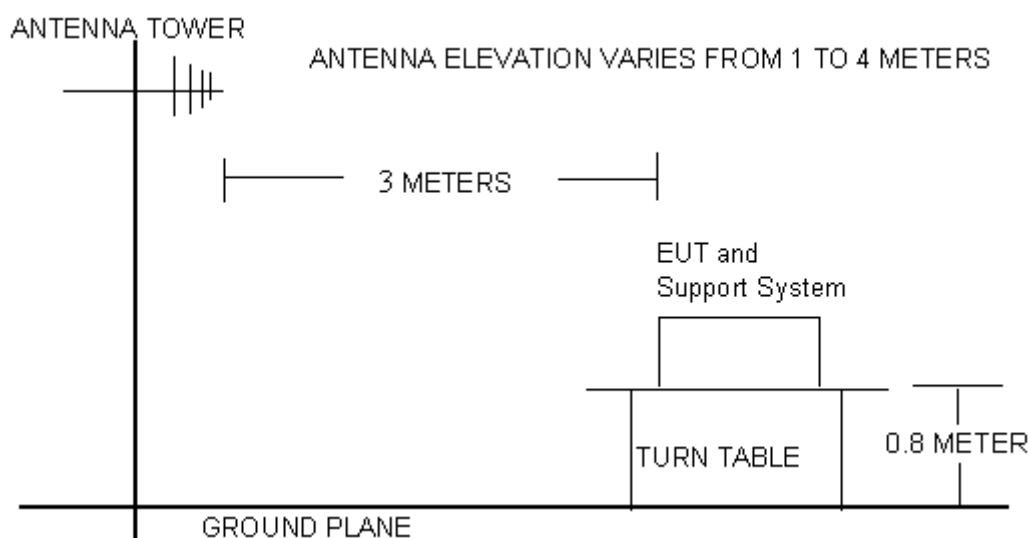 ANTENNA TOWER
ANTENNA ELEVATION VARIES FROM 1 TO 4 METERS
3 METERS
EUT and
Support System
TURN TABLE
0.8 METER
GROUND PLANE